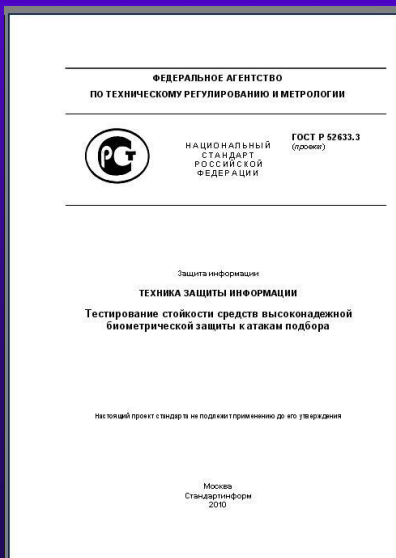 ФЕДЕРАЛЬНОЕ АГЕНТСТВО
ПО ТЕХНИЧЕСКОМУ РЕГУЛИРОВАНИЮ И МЕТРОЛОГИИ
РСТ
НАЦИОНАЛЬНЫЙ
СТАНДАРТ
РОССИЙСКОЙ
ФЕДЕРАЦИИ
ГОСТ Р 52633.3
(проект)
Защита информации
ТЕХНИКА ЗАЩИТЫ ИНФОРМАЦИИ
Тестирование стойкости средств высоконадежной
биометрической защиты к атакам подбора
Настоящий проект стандарта не подлежит применению до его утверждения
Москва
Стандартинформ
2010